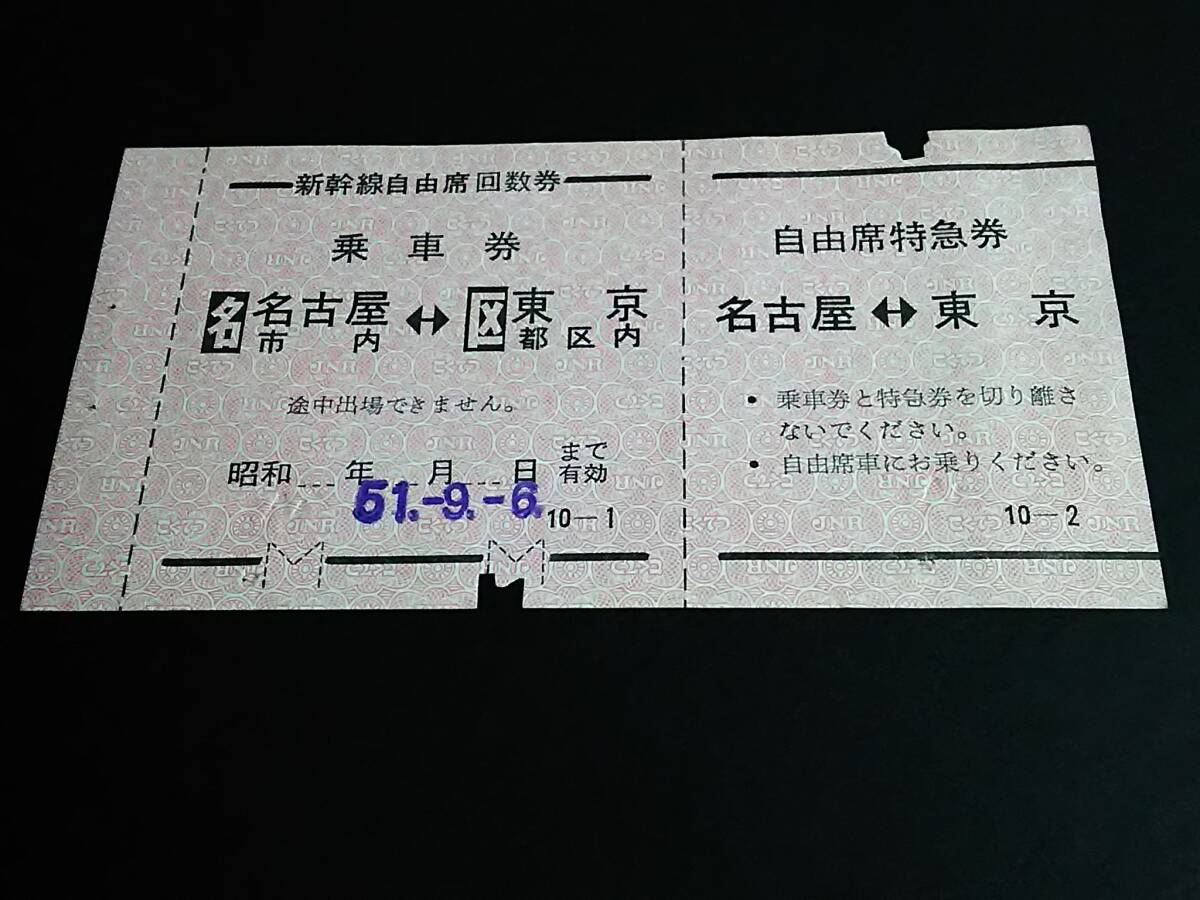 新幹線自由席回数券
乗車券
名 名古屋市内 ↔ 区 東京都区内
途中出場できません。
昭和 年 月 日まで有効
51.-9.-6.
10-1
自由席特急券
名古屋 ↔ 東京
• 乗車券と特急券を切り離さ
ないでください。
• 自由席車にお乗りください。
10-2